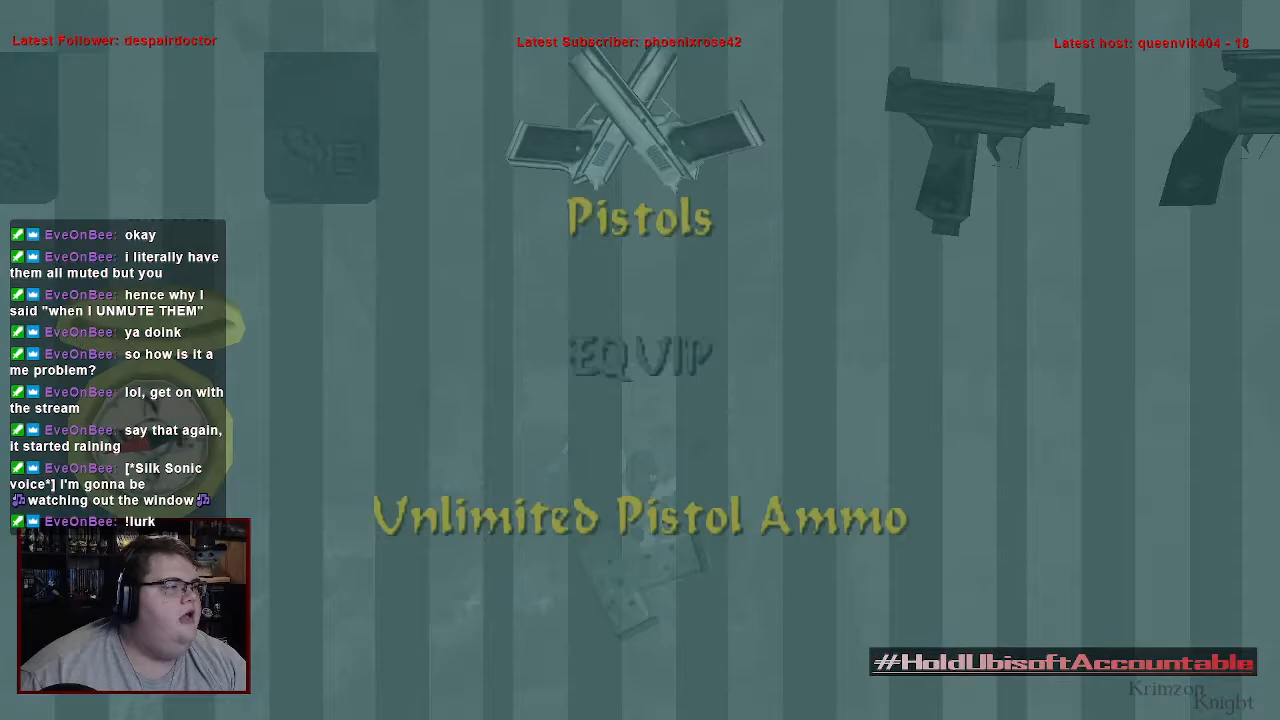 Latest Follower: despairdoctor
Latest Subscriber: phoenixrose42
Latest host: queenvik404 - 18
Pistols
EQUIP
Unlimited Pistol Ammo
EveOnBee: okay
EveOnBee: i literally have
them all muted but you
EveOnBee: hence why I
said "when I UNMUTE THEM"
EveOnBee: ya doink
EveOnBee: so how is it a
me problem?
EveOnBee: lol, get on with
the stream
EveOnBee: say that again,
it started raining
EveOnBee: [*Silk Sonic
voice*] I'm gonna be
🎶watching out the window🎶
EveOnBee: !lurk
#HoldUbisoftAccountable
Krimzon
Knight